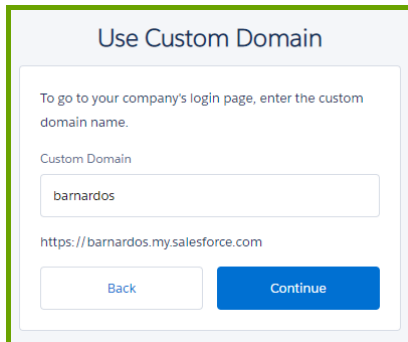 Use Custom Domain
To go to your company's login page, enter the custom
domain name.
Custom Domain
barnardos
https://barnardos.my.salesforce.com
Back
Continue